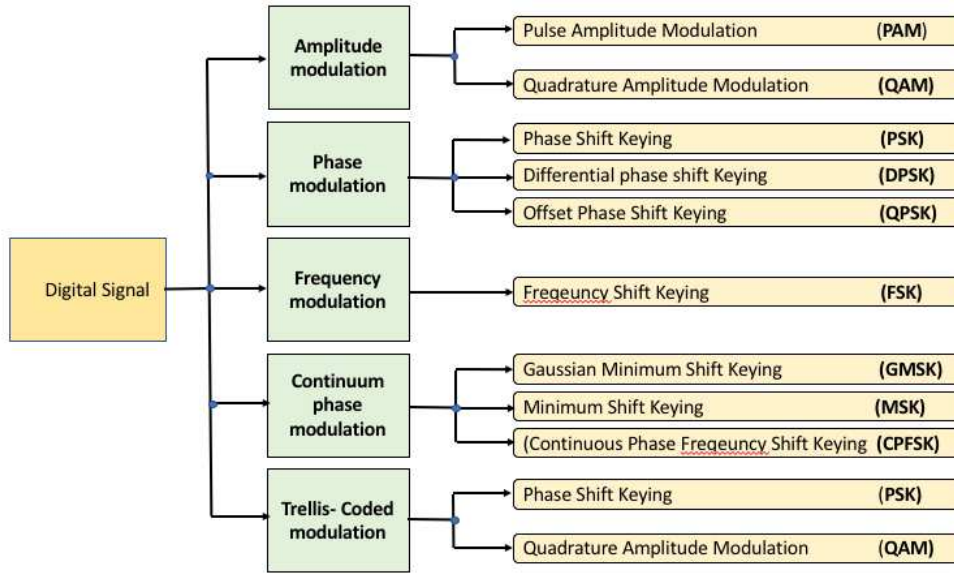 Digital Signal
Amplitude
modulation
Pulse Amplitude Modulation (PAM)
Quadrature Amplitude Modulation (QAM)
Phase
modulation
Phase Shift Keying (PSK)
Differential phase shift Keying (DPSK)
Offset Phase Shift Keying (QPSK)
Frequency
modulation
Freqeuncy Shift Keying (FSK)
Continuum
phase
modulation
Gaussian Minimum Shift Keying (GMSK)
Minimum Shift Keying (MSK)
(Continuous Phase Freqeuncy Shift Keying (CPFSK)
Trellis- Coded
modulation
Phase Shift Keying (PSK)
Quadrature Amplitude Modulation (QAM)